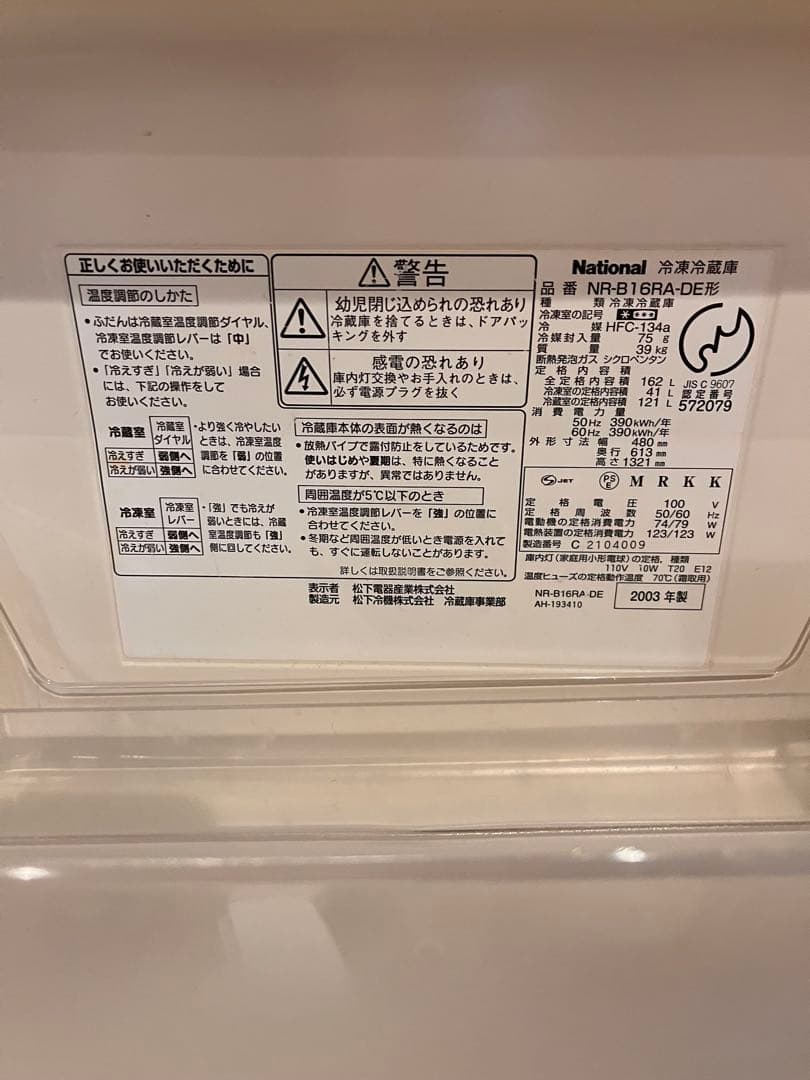 正しくお使いいただくために
温度調節のしかた
•ふだんは冷蔵室温度調節ダイヤル、
冷凍室温度調節レバーは「中」
でお使いください。
•「冷えすぎ」「冷えが弱い」場合
には、下記の操作をして
お使いください。
冷蔵室
冷蔵室
ダイヤル
冷えすぎ 弱側へ
冷えが弱い 強側へ
•より強く冷やしたい
ときは、冷凍室温度
調節を「弱」の位置
に合わせてください。
冷凍室
冷凍室
レバー
冷えすぎ 弱側へ
冷えが弱い 強側へ
•「強」でも冷えが
弱いときには、冷蔵
室温度調節も「強」
側に回してください。
⚠警告
幼児閉じ込められの恐れあり
冷蔵庫を捨てるときは、ドアパッ
キングを外す
感電の恐れあり
庫内灯交換やお手入れのときは、
必ず電源プラグを抜く
冷蔵庫本体の表面が熱くなるのは
•放熱パイプで露付防止をしているためです。
使いはじめや夏期は、特に熱くなること
がありますが、異常ではありません。
周囲温度が5℃以下のとき
•冷凍室温度調節レバーを「強」の位置に
合わせてください。
•冬期など周囲温度が低いとき電源を入れて
も、すぐに運転しないことがあります。
詳しくは取扱説明書をご参照ください。
表示者 松下電器産業株式会社
製造元 松下冷機株式会社 冷蔵庫事業部
National 冷凍冷蔵庫
品番 NR-B16RA-DE形
種類 冷凍冷蔵庫
冷凍室の記号
冷媒 HFC-134a
冷媒封入量 75 g
質量 39 kg
断熱発泡ガス シクロペンタン
定格内容積
全定格内容積 162 L
冷凍室の定格内容積 41 L
冷蔵室の定格内容積 121 L
JIS C 9607
認定番号
572079
消費電力量
50Hz 390kWh/年
60Hz 390kWh/年
外形寸法 幅 480mm
奥行 613mm
高さ 1321mm
S JET PSE M R K K
定格電圧 100 V
定格周波数 50/60 Hz
電動機の定格消費電力 74/79 W
電熱装置の定格消費電力 123/123 W
製造番号 C 2104009
庫内灯(家庭用小形電球)の定格、種類
110V 10W T20 E12
温度ヒューズの定格動作温度 70℃(霜取用)
NR-B16RA-DE
AH-193410
2003年製